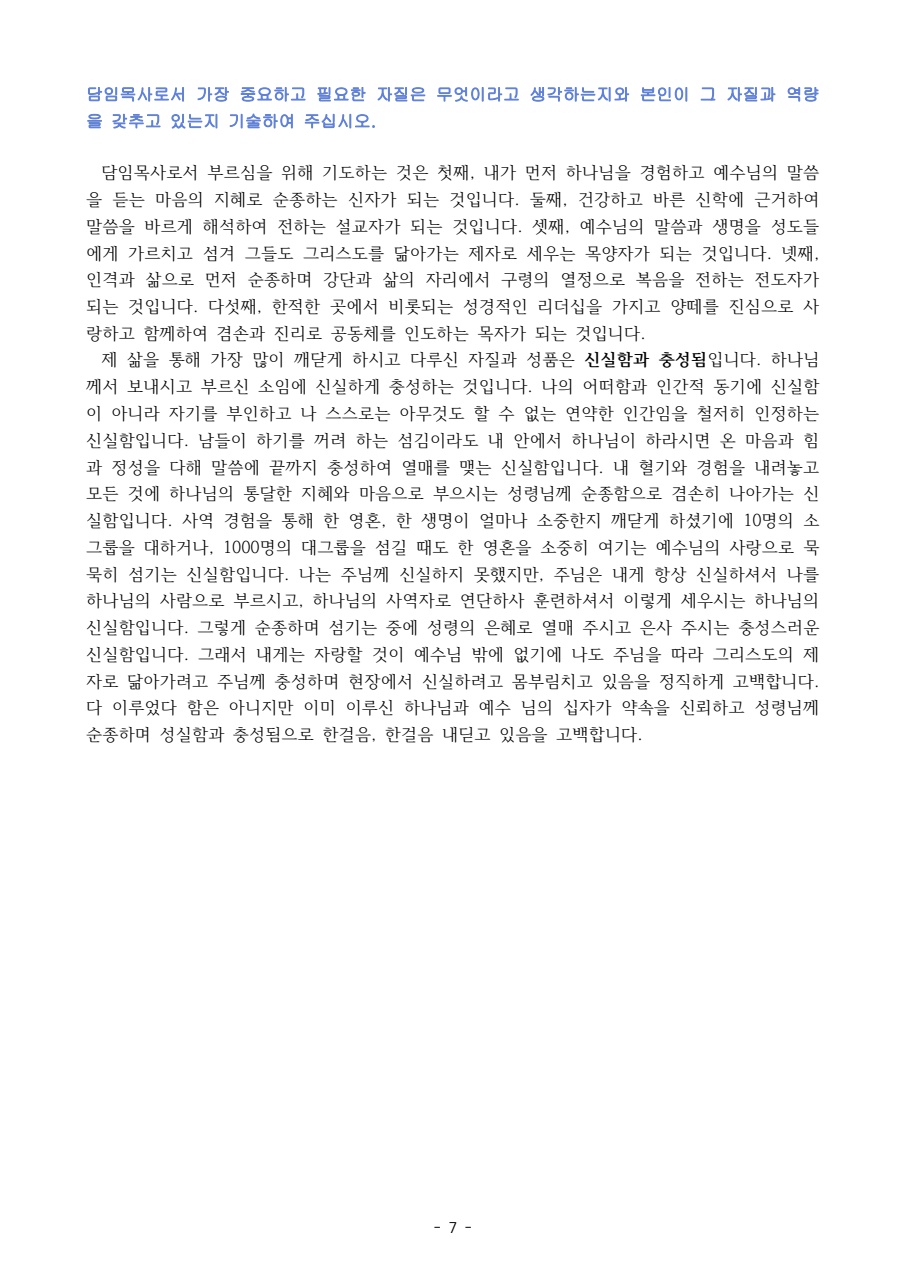 담임목사로서 가장 중요하고 필요한 자질은 무엇이라고 생각하는지와 본인이 그 자질과 역량
을 갖추고 있는지 기술하여 주십시오.
담임목사로서 부르심을 위해 기도하는 것은 첫째, 내가 먼저 하나님을 경험하고 예수님의 말씀
을 듣는 마음의 지혜로 순종하는 신자가 되는 것입니다. 둘째, 건강하고 바른 신학에 근거하여
말씀을 바르게 해석하여 전하는 설교자가 되는 것입니다. 셋째, 예수님의 말씀과 생명을 성도들
에게 가르치고 섬겨 그들도 그리스도를 닮아가는 제자로 세우는 목양자가 되는 것입니다. 넷째,
인격과 삶으로 먼저 순종하며 강단과 삶의 자리에서 구령의 열정으로 복음을 전하는 전도자가
되는 것입니다. 다섯째, 한적한 곳에서 비롯되는 성경적인 리더십을 가지고 양떼를 진심으로 사
랑하고 함께하여 겸손과 진리로 공동체를 인도하는 목자가 되는 것입니다.
제 삶을 통해 가장 많이 깨닫게 하시고 다루신 자질과 성품은 신실함과 충성됨입니다. 하나님
께서 보내시고 부르신 소임에 신실하게 충성하는 것입니다. 나의 어떠함과 인간적 동기에 신실함
이 아니라 자기를 부인하고 나 스스로는 아무것도 할 수 없는 연약한 인간임을 철저히 인정하는
신실함입니다. 남들이 하기를 꺼려 하는 섬김이라도 내 안에서 하나님이 하라시면 온 마음과 힘
과 정성을 다해 말씀에 끝까지 충성하여 열매를 맺는 신실함입니다. 내 혈기와 경험을 내려놓고
모든 것에 하나님의 통달한 지혜와 마음으로 부으시는 성령님께 순종함으로 겸손히 나아가는 신
실함입니다. 사역 경험을 통해 한 영혼, 한 생명이 얼마나 소중한지 깨닫게 하셨기에 10명의 소
그룹을 대하거나, 1000명의 대그룹을 섬길 때도 한 영혼을 소중히 여기는 예수님의 사랑으로 묵
묵히 섬기는 신실함입니다. 나는 주님께 신실하지 못했지만, 주님은 내게 항상 신실하셔서 나를
하나님의 사람으로 부르시고, 하나님의 사역자로 연단하사 훈련하셔서 이렇게 세우시는 하나님의
신실함입니다. 그렇게 순종하며 섬기는 중에 성령의 은혜로 열매 주시고 은사 주시는 충성스러운
신실함입니다. 그래서 내게는 자랑할 것이 예수님 밖에 없기에 나도 주님을 따라 그리스도의 제
자로 닮아가려고 주님께 충성하며 현장에서 신실하려고 몸부림치고 있음을 정직하게 고백합니다.
다 이루었다 함은 아니지만 이미 이루신 하나님과 예수 님의 십자가 약속을 신뢰하고 성령님께
순종하며 성실함과 충성됨으로 한걸음, 한걸음 내딛고 있음을 고백합니다.
- 7 -